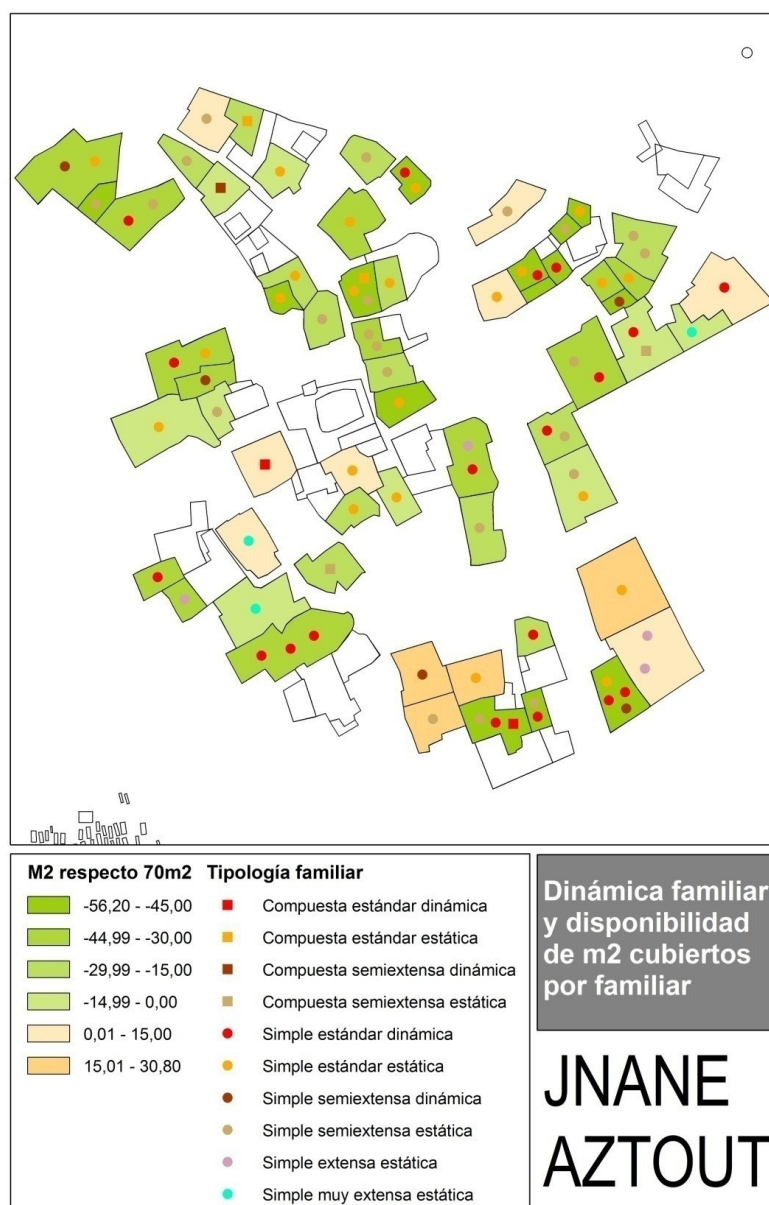 M2 respecto 70m2
-56,20 - -45,00
-44,99 - -30,00
-29,99 - -15,00
-14,99 - 0,00
0,01 - 15,00
15,01 - 30,80
Tipología familiar
Compuesta estándar dinámica
Compuesta estándar estática
Compuesta semiextensa dinámica
Compuesta semiextensa estática
Simple estándar dinámica
Simple estándar estática
Simple semiextensa dinámica
Simple semiextensa estática
Simple extensa estática
Simple muy extensa estática
Dinámica familiar
y disponibilidad
de m2 cubiertos
por familiar
JNANE
AZTOUT